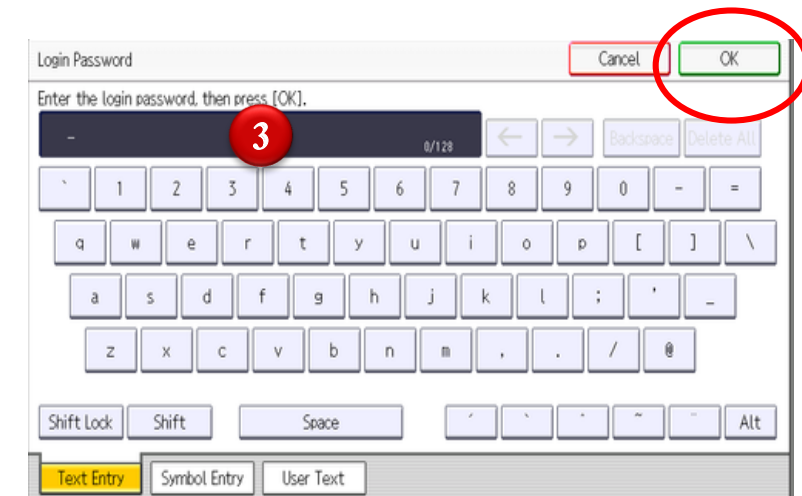 Login Password Cancel OK
Enter the login password, then press [OK].
_ 3 0/128 ← → Backspace Delete All
` 1 2 3 4 5 6 7 8 9 0 - =
q w e r t y u i o p [ ] \
a s d f g h j k l ; ' _
z x c v b n m , . / @
Shift Lock Shift Space ´ ` ˆ ~ ¨ Alt
Text Entry Symbol Entry User Text